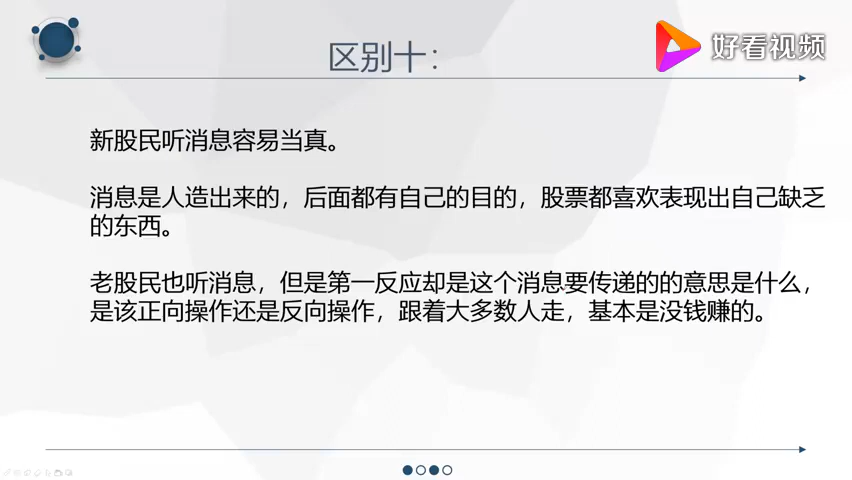 好看视频
区别十：
新股民听消息容易当真。
消息是人造出来的，后面都有自己的目的，股票都喜欢表现出自己缺乏
的东西。
老股民也听消息，但是第一反应却是这个消息要传递的的意思是什么，
是该正向操作还是反向操作，跟着大多数人走，基本是没钱赚的。